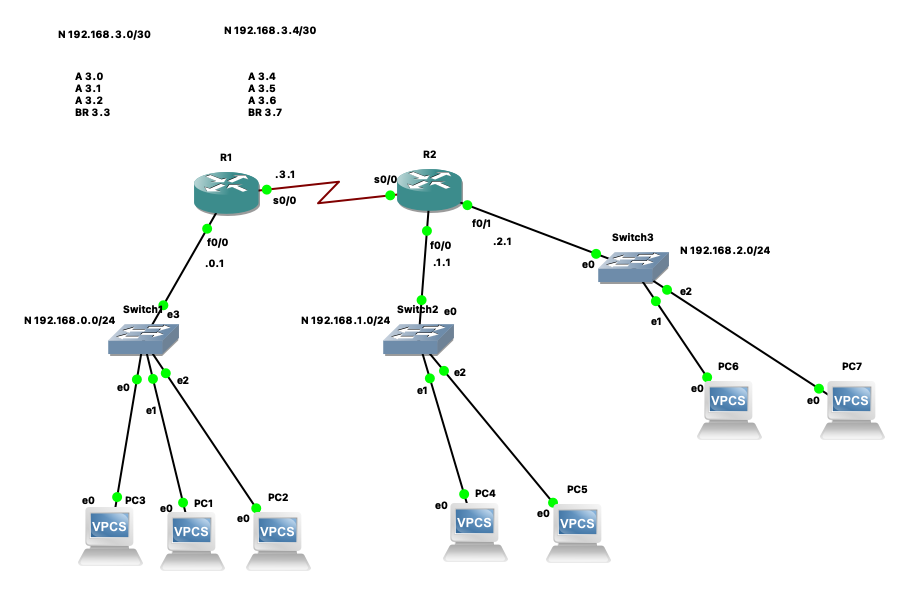 N 192.168.3.0/30
N 192.168.3.4/30
A 3.0
A 3.1
A 3.2
BR 3.3
A 3.4
A 3.5
A 3.6
BR 3.7
R1
R2
.3.1
s0/0
s0/0
f0/0
.0.1
f0/0
.1.1
f0/1
.2.1
Switch3
N 192.168.2.0/24
e0
e2
e1
Switch1
e3
N 192.168.0.0/24
Switch2
e0
N 192.168.1.0/24
e0
e1
e2
e1
e2
PC6
e0
VPCS
PC7
e0
VPCS
e0
PC3
VPCS
e0
PC1
VPCS
PC2
e0
VPCS
PC4
e0
VPCS
PC5
e0
VPCS